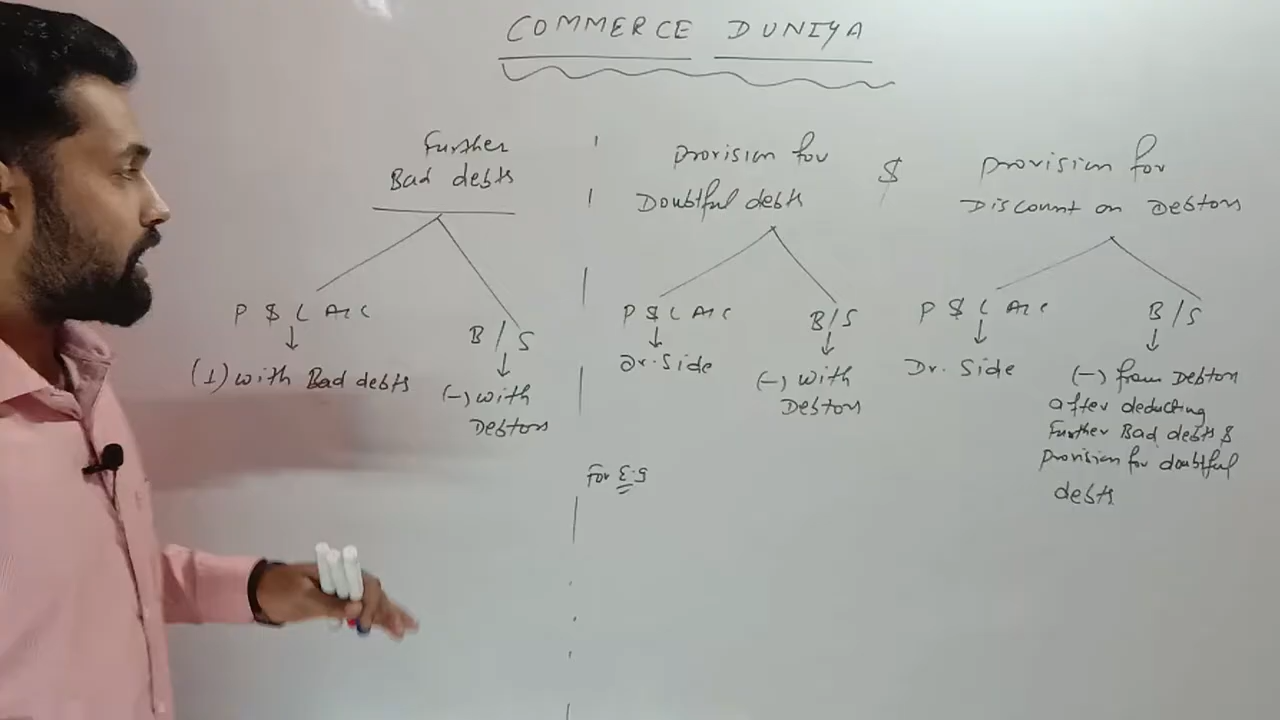 COMMERCE DUNIYA
Further
Bad debts
P & L A/c
(+) with Bad debts
B/S
(-) with
Debtors
Provision for
Doubtful debts
P & L A/c
Dr. Side
B/S
(-) with
Debtors
For E.g
&
Provision for
Discount on Debtors
P & L A/c
Dr. Side
B/S
(-) from Debtors
after deducting
Further Bad debts &
provision for doubtful
debts